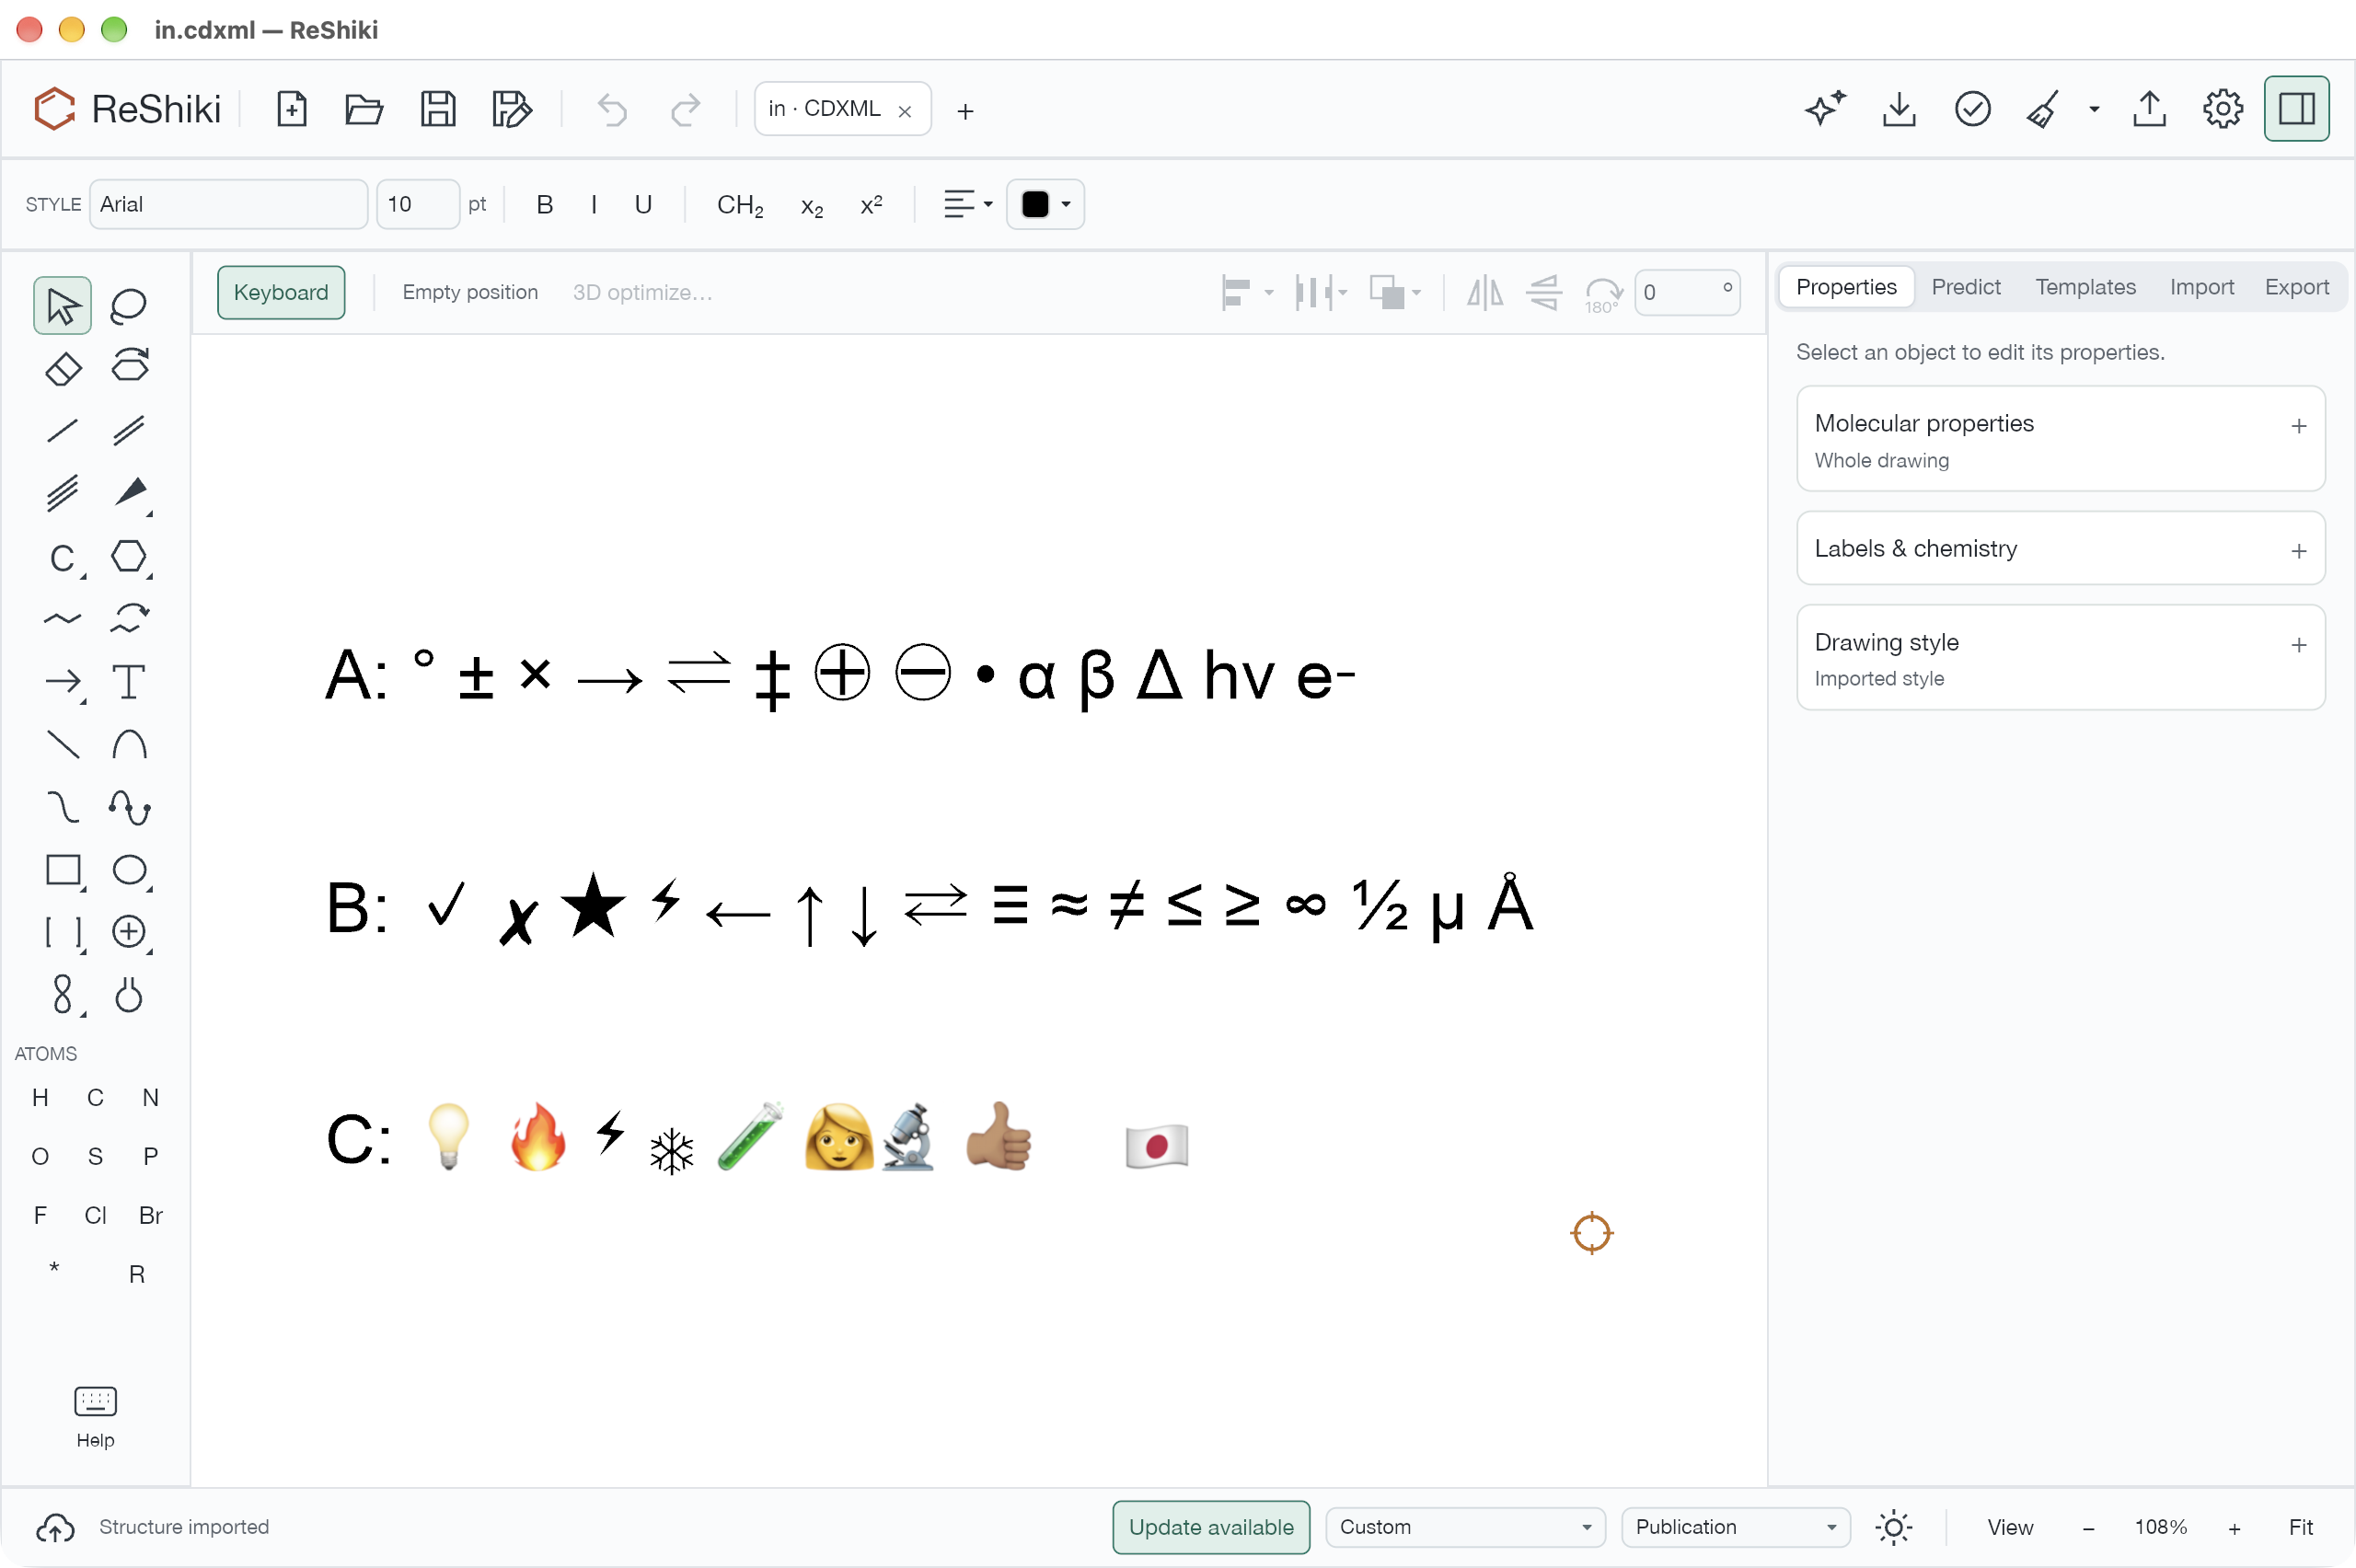 in.cdxml — ReShiki
ReShiki
in · CDXML × +
STYLE Arial 10 pt B I U CH₂ x₂ x²
Keyboard Empty position 3D optimize… 180° 0 °
Properties Predict Templates Import Export
Select an object to edit its properties.
Molecular properties +
Whole drawing
Labels & chemistry +
Drawing style +
Imported style
C
T
A: ° ± × → ⇌ ‡ ⊕ ⊖ • α β Δ hν e⁻
B: ✓ ✗ ★ ⚡ ← ↑ ↓ ⇄ ≡ ≈ ≠ ≤ ≥ ∞ ½ µ Å
C: 💡 🔥 ⚡ ❄ 🧪 👩🔬 👍🏽 🇯🇵
ATOMS
H C N
O S P
F Cl Br
* R
Help
Structure imported Update available Custom Publication View − 108% + Fit